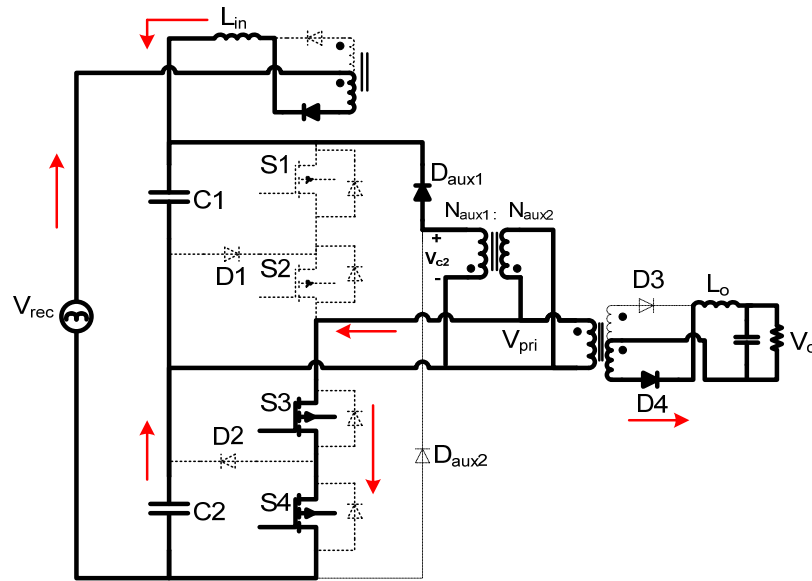 Lin
S1
Daux1
C1
Naux1 : Naux2
+
Vc2
-
D1
S2
D3
Lo
Vrec
Vpri
Vo
S3
D4
D2
Daux2
S4
C2